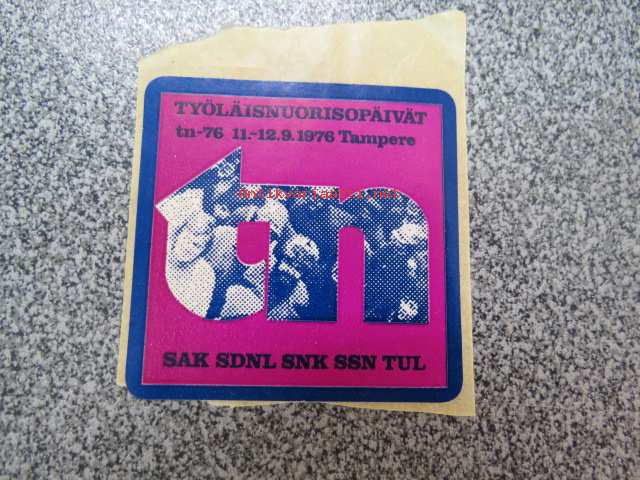 TYÖLÄISNUORISOPÄIVÄT
tn-76 11.-12.9.1976 Tampere
tn
SAK SDNL SNK SSN TUL